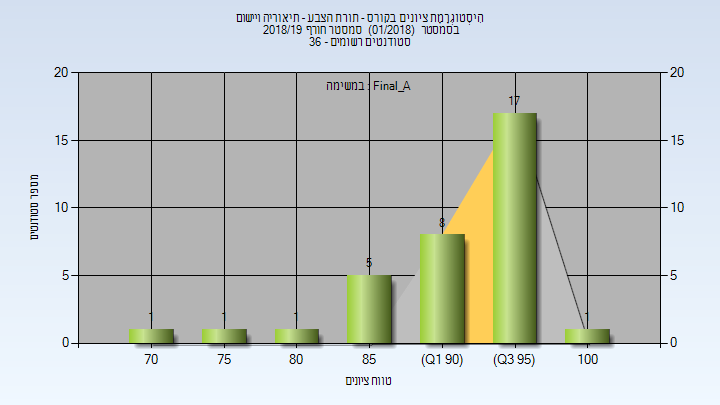 היסטוגרמת ציונים בקורס - תורת הצבע - תיאוריה ויישום
בסמסטר (01/2018) סמסטר חורף 2018/19
סטודנטים רשומים - 36
במשימה : Final_A
מספר סטודנטים
20 20
15 15
10 10
5 5
0 0
1 1 1 5 8 17 1
70 75 80 85 (Q1 90) (Q3 95) 100
טווח ציונים